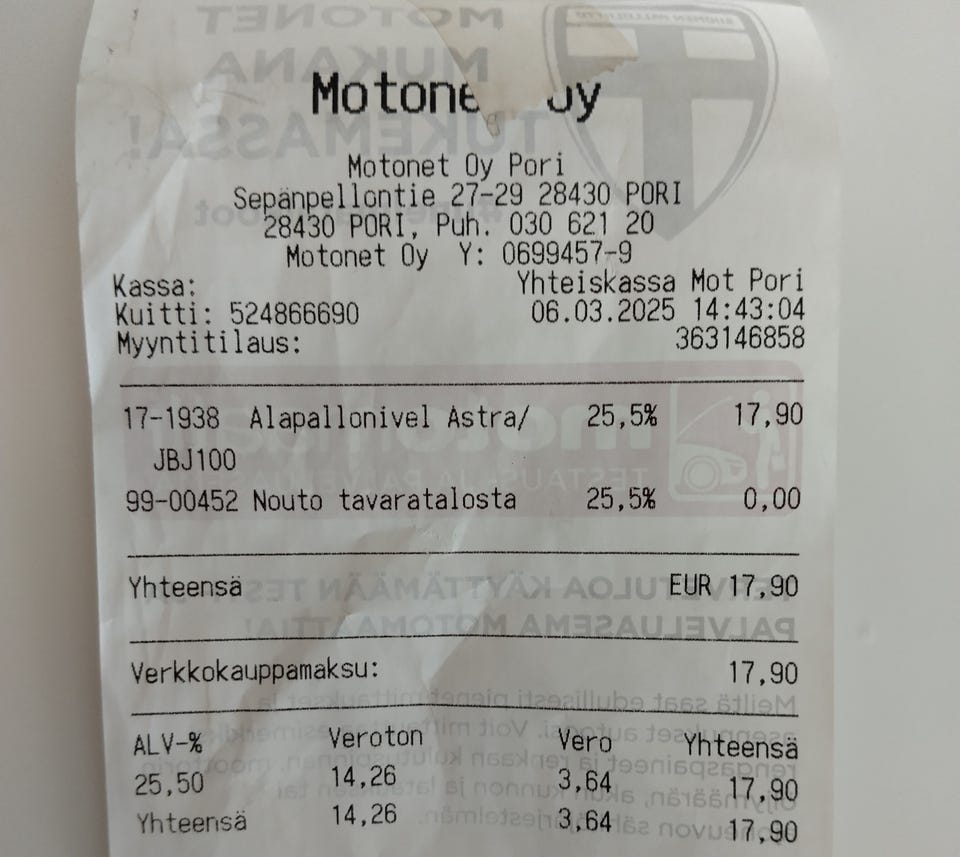 Motonet Oy
Motonet Oy Pori
Sepänpellontie 27-29 28430 PORI
28430 PORI, Puh. 030 621 20
Motonet Oy Y: 0699457-9
Kassa: Yhteiskassa Mot Pori
Kuitti: 524866690 06.03.2025 14:43:04
Myyntitilaus: 363146858
17-1938 Alapallonivel Astra/ 25,5% 17,90
JBJ100
99-00452 Nouto tavaratalosta 25,5% 0,00
Yhteensä EUR 17,90
Verkkokauppamaksu: 17,90
ALV-% Veroton Vero Yhteensä
25,50 14,26 3,64 17,90
Yhteensä 14,26 3,64 17,90